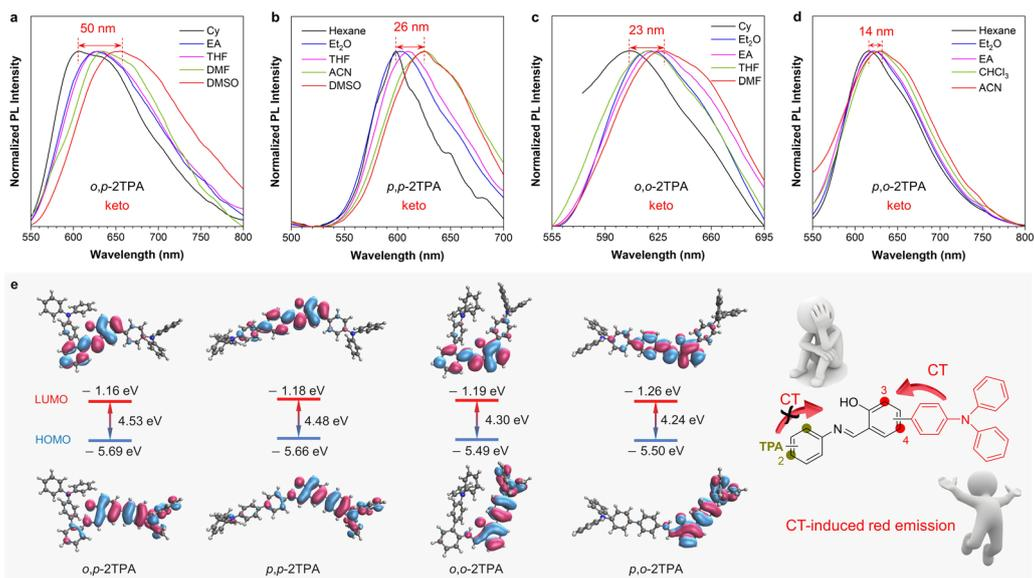 a
50 nm
Normalized PL Intensity
Cy
EA
THF
DMF
DMSO
o,p-2TPA
keto
550 600 650 700 750 800
Wavelength (nm)
b
26 nm
Normalized PL Intensity
Hexane
Et2O
THF
ACN
DMSO
p,p-2TPA
keto
500 550 600 650 700
Wavelength (nm)
c
23 nm
Normalized PL Intensity
Cy
Et2O
EA
THF
DMF
o,o-2TPA
keto
555 590 625 660 695
Wavelength (nm)
d
14 nm
Normalized PL Intensity
Hexane
Et2O
EA
CHCl3
ACN
p,o-2TPA
keto
550 600 650 700 750 800
Wavelength (nm)
e
LUMO
HOMO
– 1.16 eV
4.53 eV
– 5.69 eV
o,p-2TPA
– 1.18 eV
4.48 eV
– 5.66 eV
p,p-2TPA
– 1.19 eV
4.30 eV
– 5.49 eV
o,o-2TPA
– 1.26 eV
4.24 eV
– 5.50 eV
p,o-2TPA
CT
CT
3
HO
N
N
4
TPA
2
CT-induced red emission